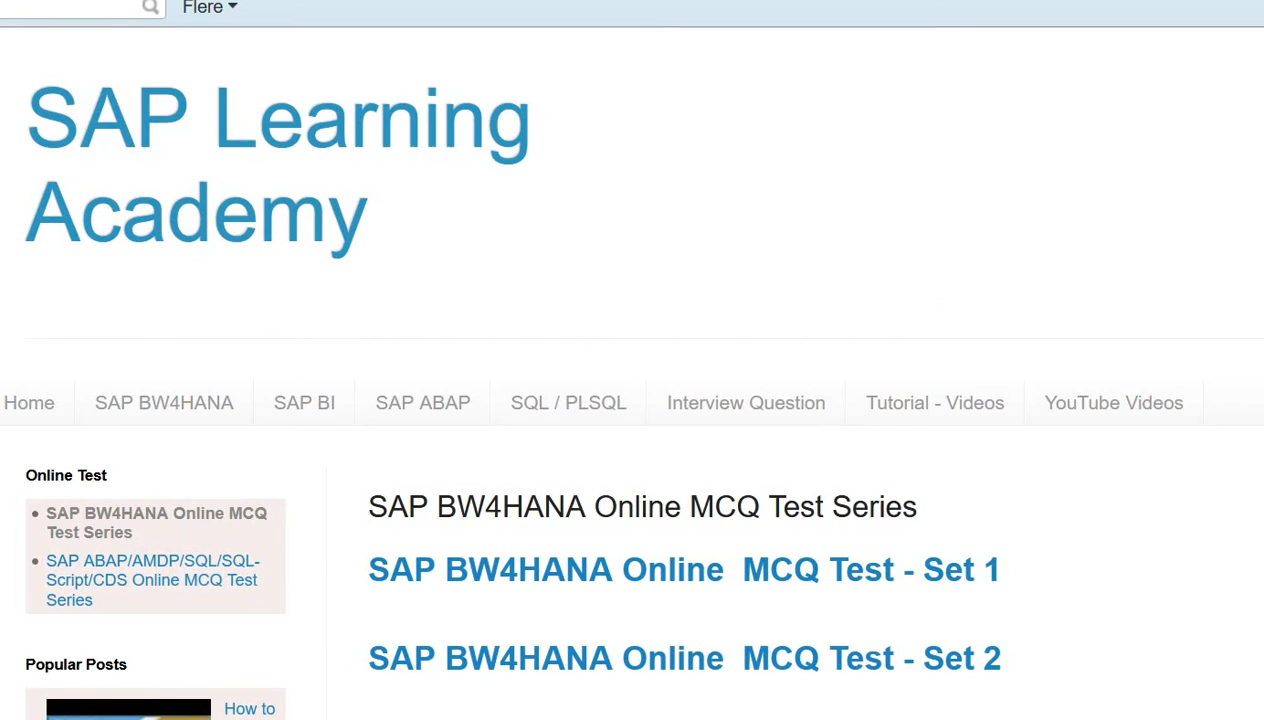 Flere
SAP Learning
Academy
Home SAP BW4HANA SAP BI SAP ABAP SQL / PLSQL Interview Question Tutorial - Videos YouTube Videos
Online Test
SAP BW4HANA Online MCQ
Test Series
SAP ABAP/AMDP/SQL/SQL-
Script/CDS Online MCQ Test
Series
Popular Posts
How to
SAP BW4HANA Online MCQ Test Series
SAP BW4HANA Online MCQ Test - Set 1
SAP BW4HANA Online MCQ Test - Set 2